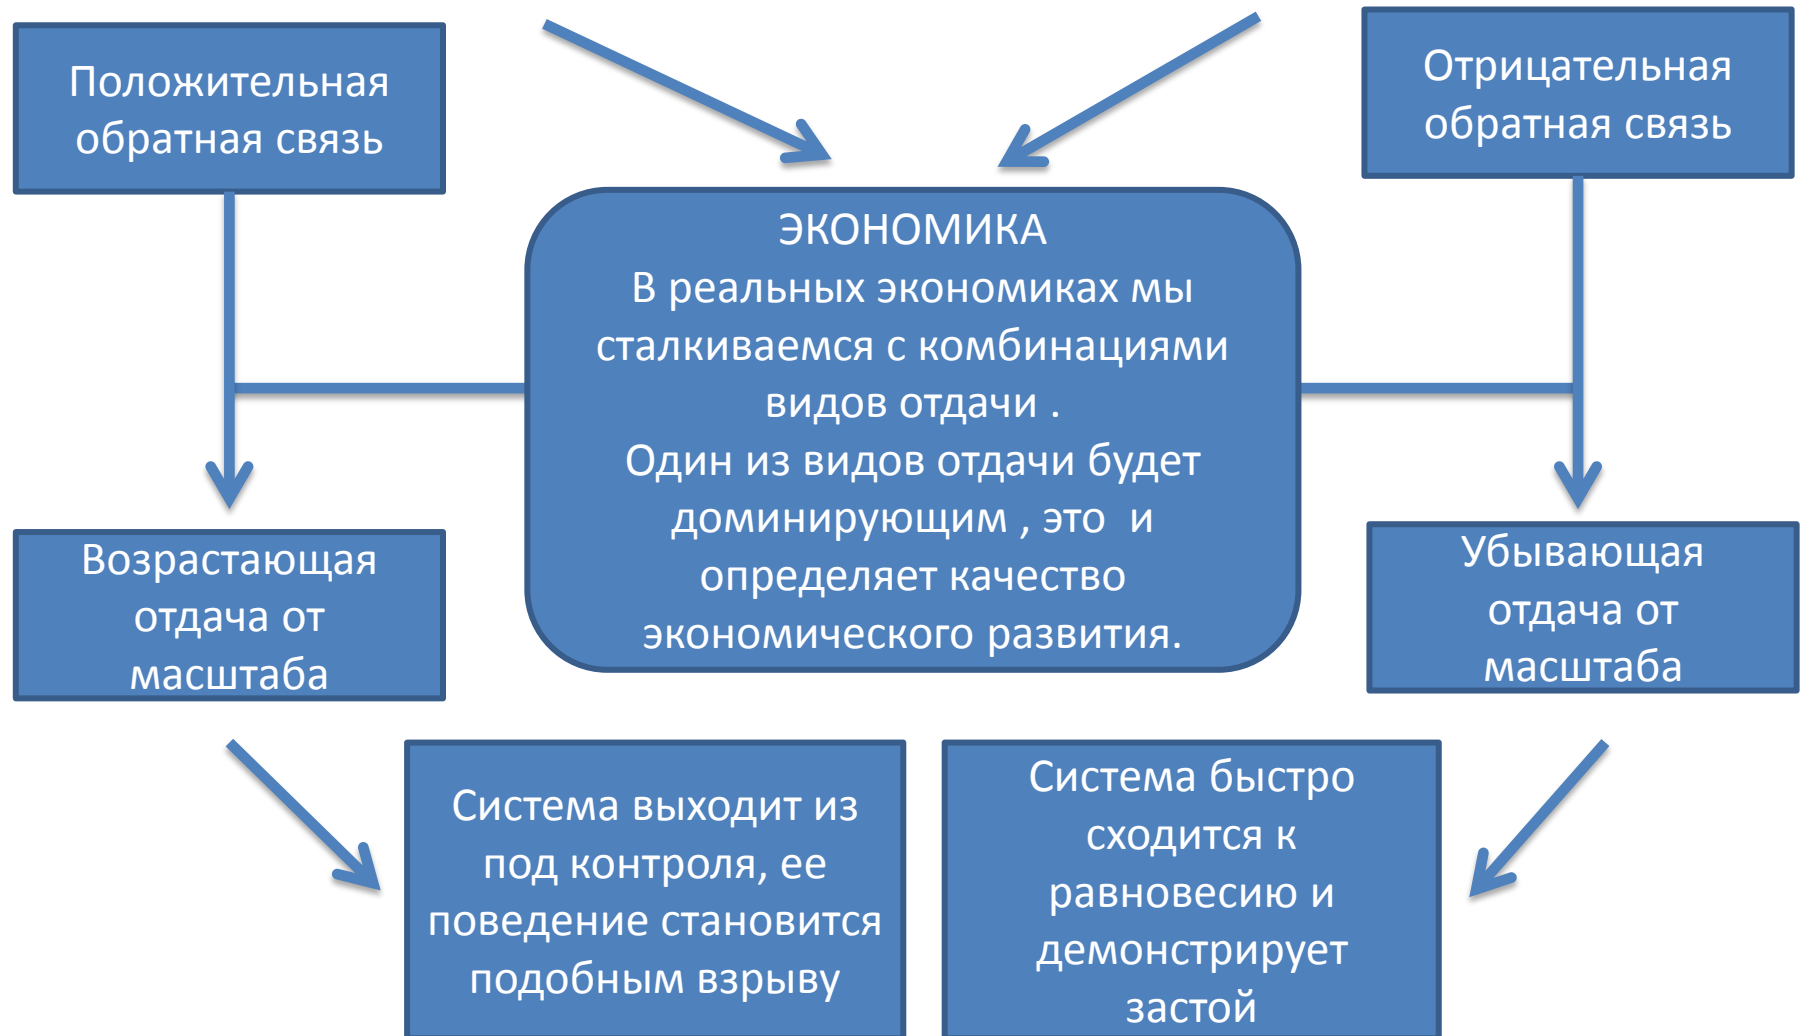 Положительная
обратная связь
Отрицательная
обратная связь
ЭКОНОМИКА
В реальных экономиках мы
сталкиваемся с комбинациями
видов отдачи .
Один из видов отдачи будет
доминирующим , это  и
определяет качество
экономического развития.
Возрастающая
отдача от
масштаба
Убывающая
отдача от
масштаба
Система выходит из
под контроля, ее
поведение становится
подобным взрыву
Система быстро
сходится к
равновесию и
демонстрирует
застой